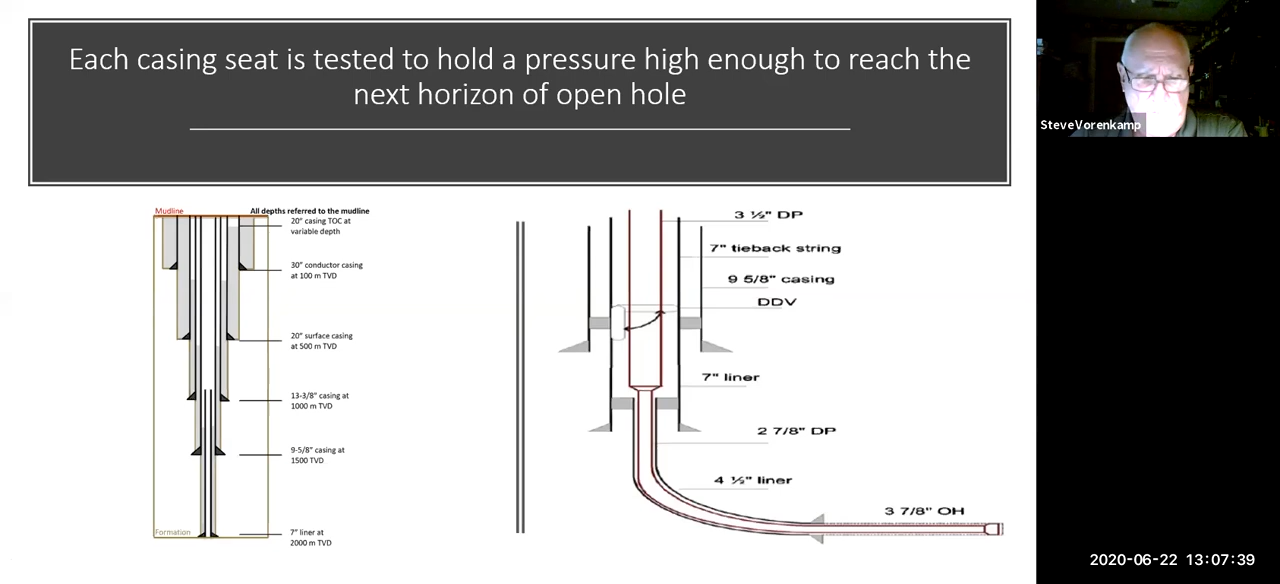 Each casing seat is tested to hold a pressure high enough to reach the
next horizon of open hole
SteveVorenkamp
Mudline
All depths referred to the mudline
20" casing TOC at
variable depth
30" conductor casing
at 100 m TVD
20" surface casing
at 500 m TVD
13-3/8" casing at
1000 m TVD
9-5/8" casing at
1500 TVD
Formation
7" liner at
2000 m TVD
3 ½" DP
7" tieback string
9 5/8" casing
DDV
7" liner
2 7/8" DP
4 ½" liner
3 7/8" OH
2020-06-22 13:07:39